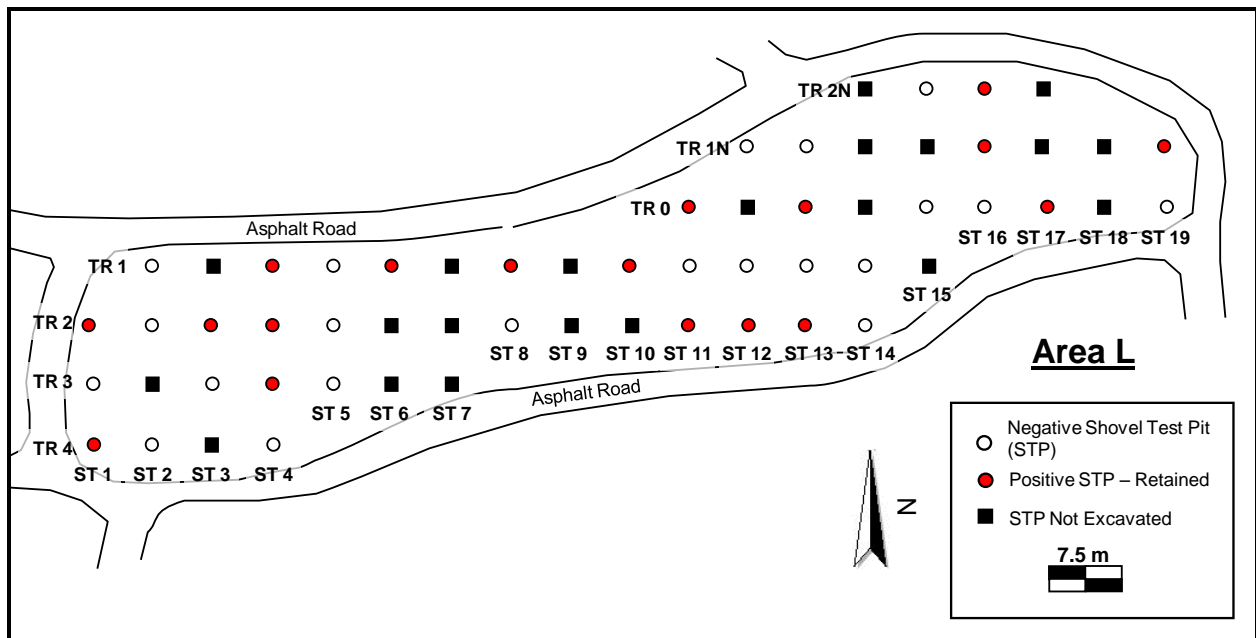 TR 2N
TR 1N
TR 0
Asphalt Road
ST 16 ST 17 ST 18 ST 19
TR 1
ST 15
TR 2
ST 8 ST 9 ST 10 ST 11 ST 12 ST 13 ST 14
Area L
TR 3
Asphalt Road
ST 5 ST 6 ST 7
TR 4
ST 1 ST 2 ST 3 ST 4
Negative Shovel Test Pit
(STP)
Positive STP – Retained
STP Not Excavated
N
7.5 m